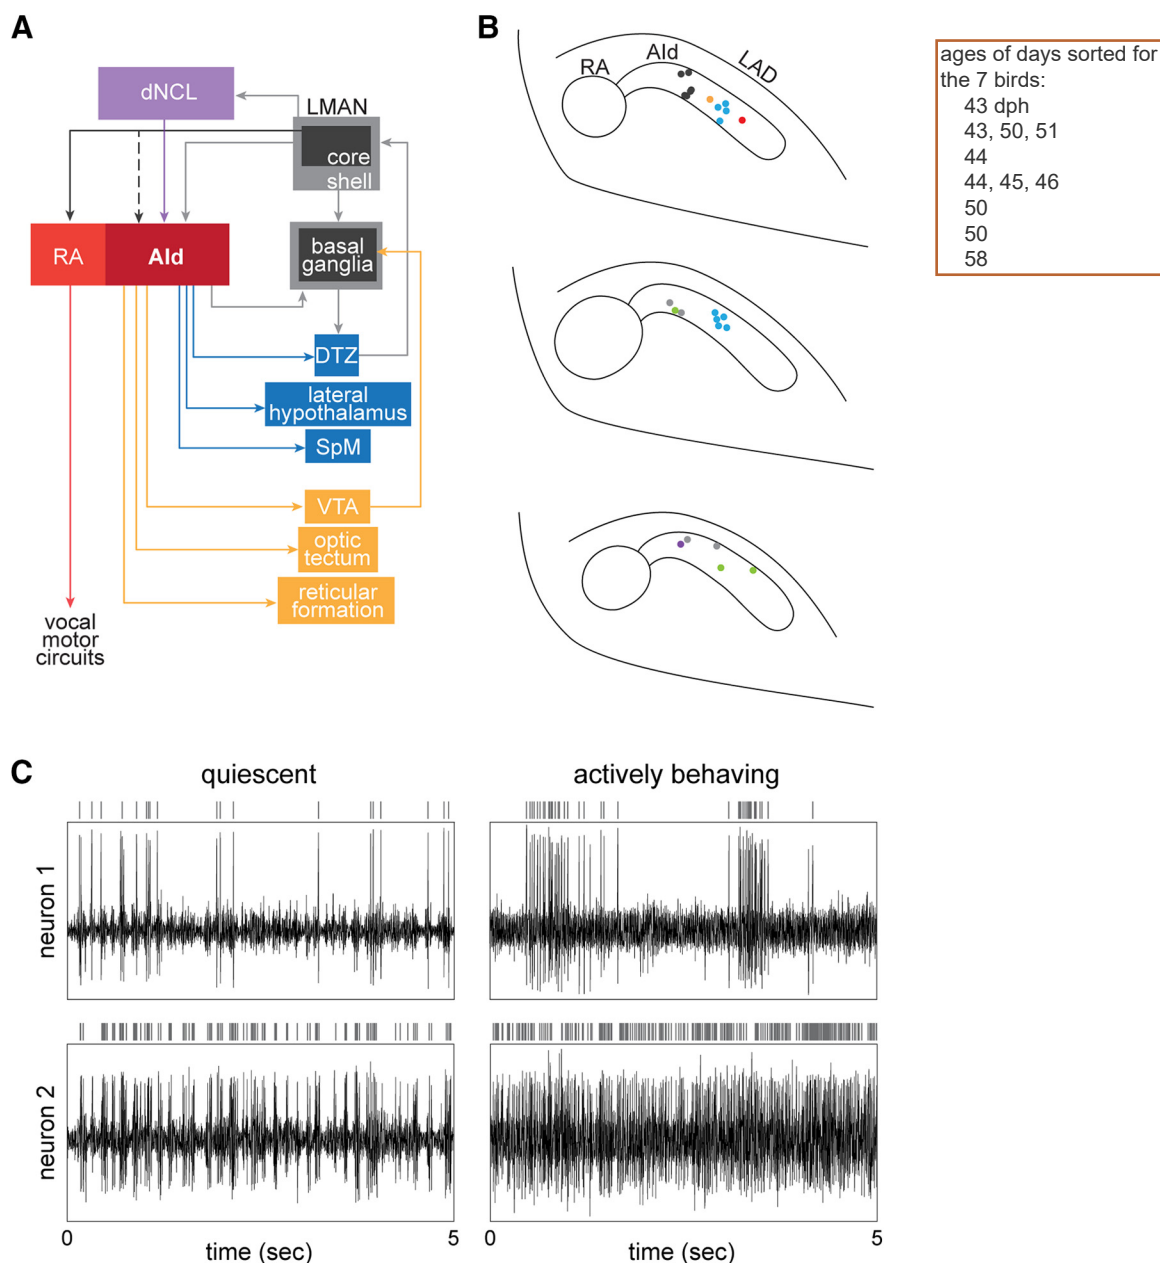 A
dNCL
LMAN
core
shell
RA
AId
basal
ganglia
DTZ
lateral
hypothalamus
SpM
VTA
optic
tectum
reticular
formation
vocal
motor
circuits
B
RA
AId
LAD
ages of days sorted for
the 7 birds:
43 dph
43, 50, 51
44
44, 45, 46
50
50
58
C
quiescent
actively behaving
neuron 1
neuron 2
0
5
time (sec)
0
5
time (sec)